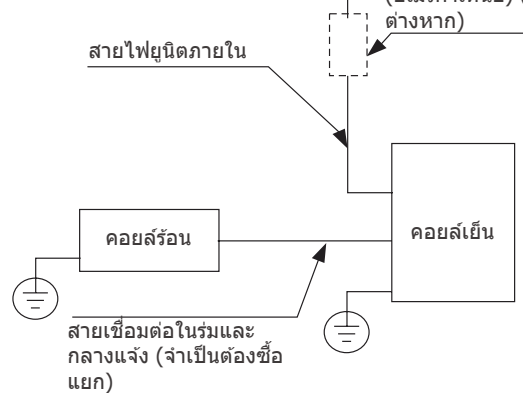 ต่างหาก)
สายไฟยูนิตภายใน
คอยล์ร้อน
คอยล์เย็น
สายเชื่อมต่อในร่มและ
กลางแจ้ง (จำเป็นต้องซื้อ
แยก)